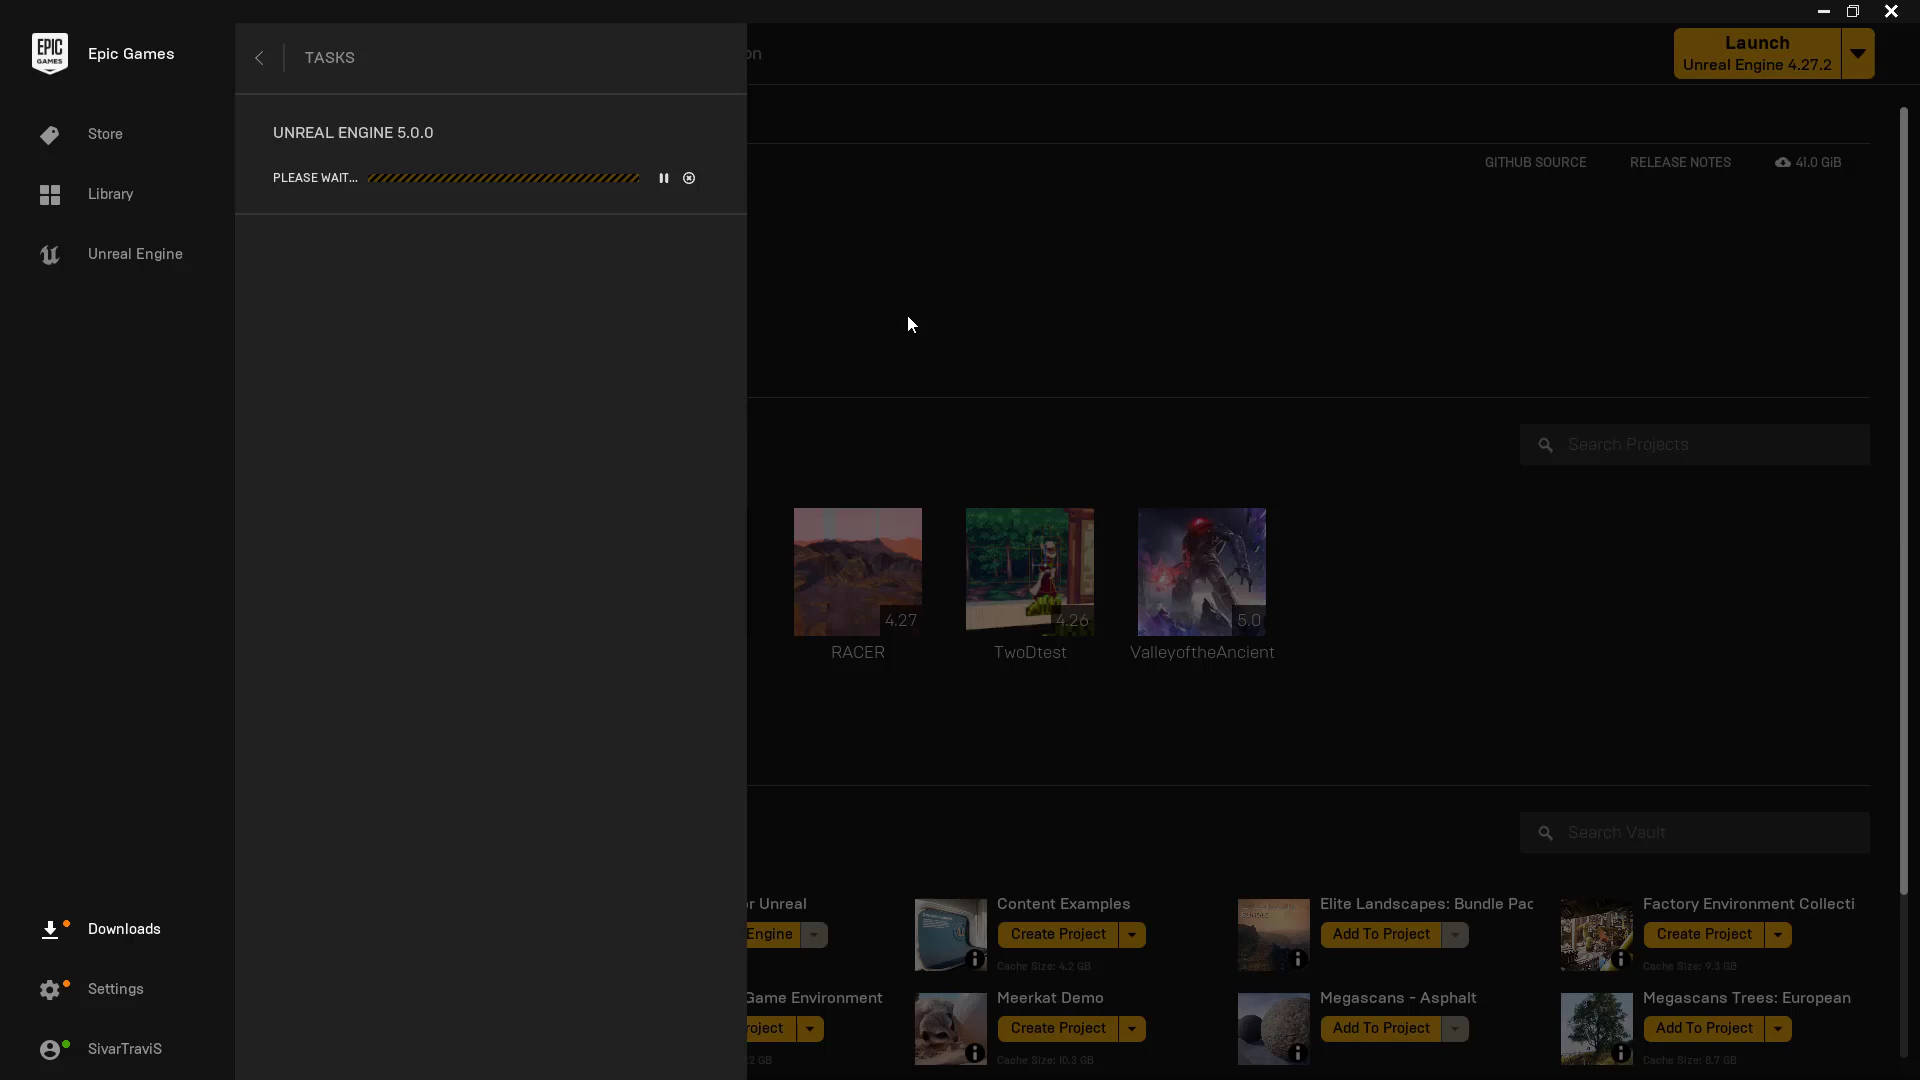 EPIC GAMES
Epic Games
Store
Library
Unreal Engine
Downloads
Settings
SivarTraviS
TASKS
UNREAL ENGINE 5.0.0
PLEASE WAIT...
on
Launch
Unreal Engine 4.27.2
GITHUB SOURCE
RELEASE NOTES
41.0 GiB
Search Projects
4.27
4.26
5.0
RACER
TwoDtest
ValleyoftheAncient
Search Vault
or Unreal
Content Examples
Elite Landscapes: Bundle Pac
Factory Environment Collecti
Engine
Create Project
Add To Project
Create Project
Cache Size: 4.2 GB
Cache Size: 9.3 GB
Game Environment
Meerkat Demo
Megascans - Asphalt
Megascans Trees: European
roject
Create Project
Add To Project
Add To Project
.2 GB
Cache Size: 10.3 GB
Cache Size: 8.7 GB